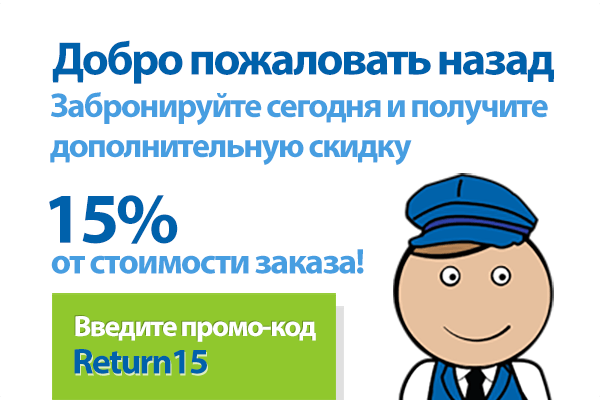 Добро пожаловать назад
Забронируйте сегодня и получите
дополнительную скидку
15%
от стоимости заказа!
Введите промо-код
Return15